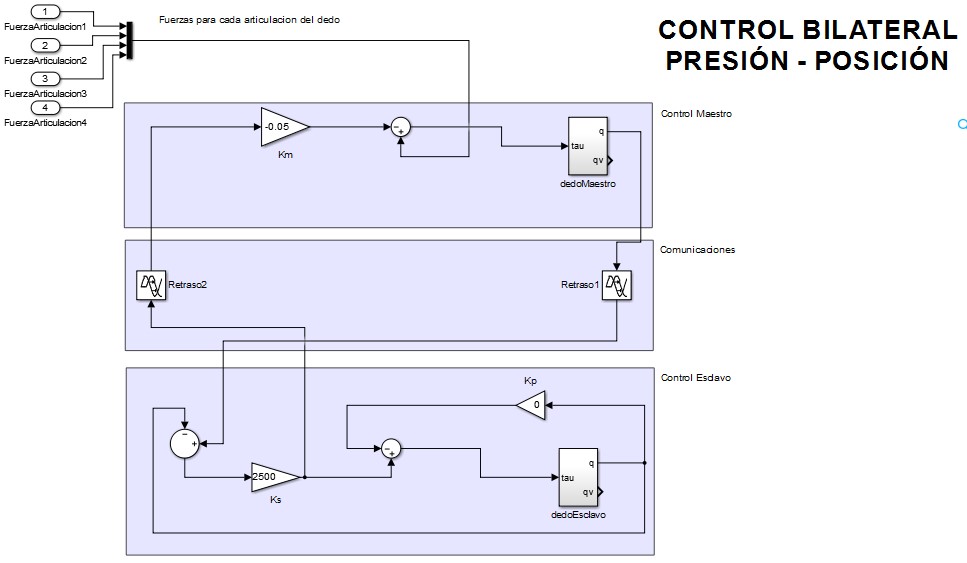 1
FuerzaArticulacion1
2
FuerzaArticulacion2
3
FuerzaArticulacion3
4
FuerzaArticulacion4
Fuerzas para cada articulacion del dedo
CONTROL BILATERAL
PRESIÓN - POSICIÓN
Control Maestro
-0.05
Km
q
tau
qv
dedoMaestro
Comunicaciones
Retraso2
Retraso1
Control Esclavo
Kp
0
2500
Ks
q
tau
qv
dedoEsclavo